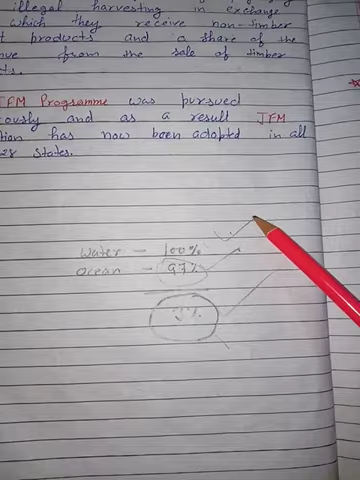 illegal harvesting in exchange
which they receive non-timber
products and a share of the
from the sale of timber
JFM Programme was pursued
and as a result JFM
has now been adopted in all
states.
Water - 100%
Ocean - 97%
3%